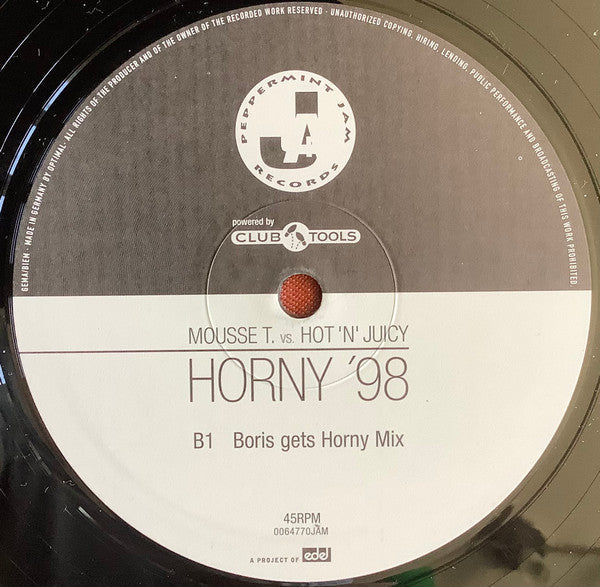 GEMA/BIEM · MADE IN GERMANY BY OPTIMAL · ALL RIGHTS OF THE PRODUCER AND OF THE OWNER OF THE RECORDED WORK RESERVED · UNAUTHORIZED COPYING, HIRING, LENDING, PUBLIC PERFORMANCE AND BROADCASTING OF THIS WORK PROHIBITED.
PEPPERMINT JAM
JA
RECORDS
powered by
CLUB TOOLS
MOUSSE T. vs. HOT 'N' JUICY
HORNY '98
B1 Boris gets Horny Mix
45RPM
0064770JAM
A PROJECT OF edel